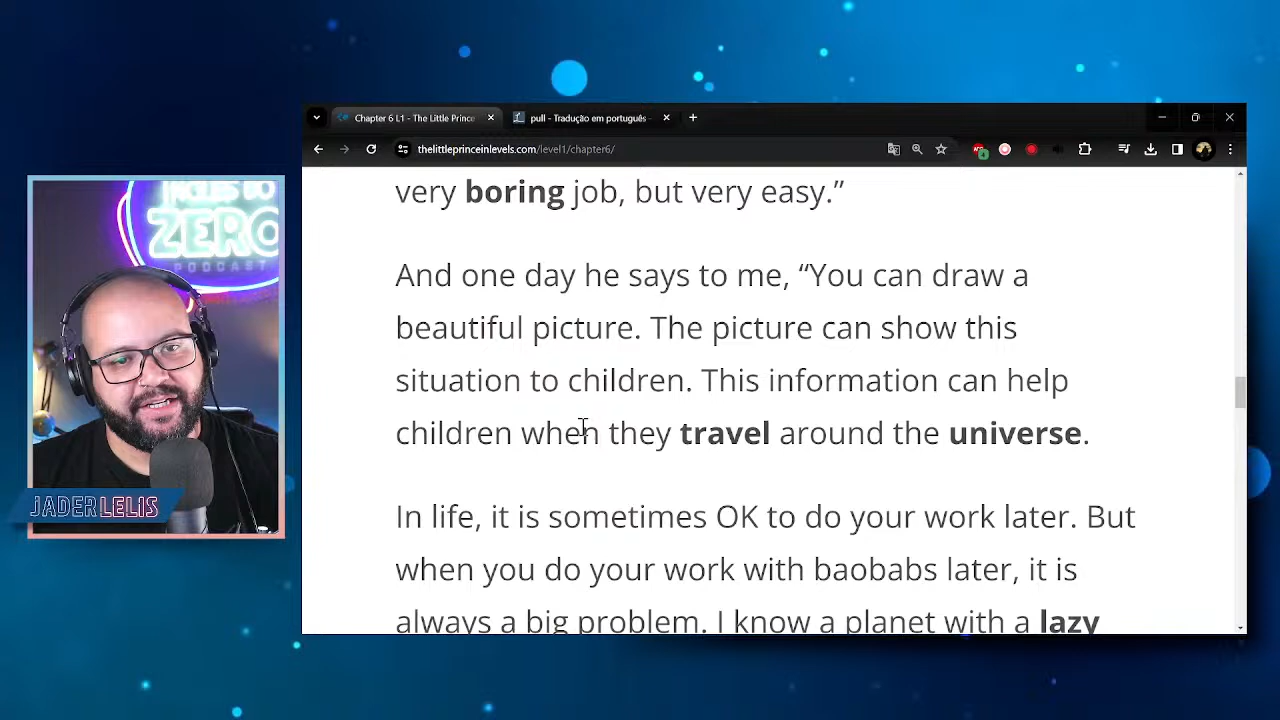 Chapter 6 L1 - The Little Prince
pull - Tradução em português -
thelittleprinceinlevels.com/level1/chapter6/
4
very boring job, but very easy.”
And one day he says to me, “You can draw a
beautiful picture. The picture can show this
situation to children. This information can help
children when they travel around the universe.
In life, it is sometimes OK to do your work later. But
when you do your work with baobabs later, it is
always a big problem. I know a planet with a lazy
ZERO
PODCAST
JADER LELIS